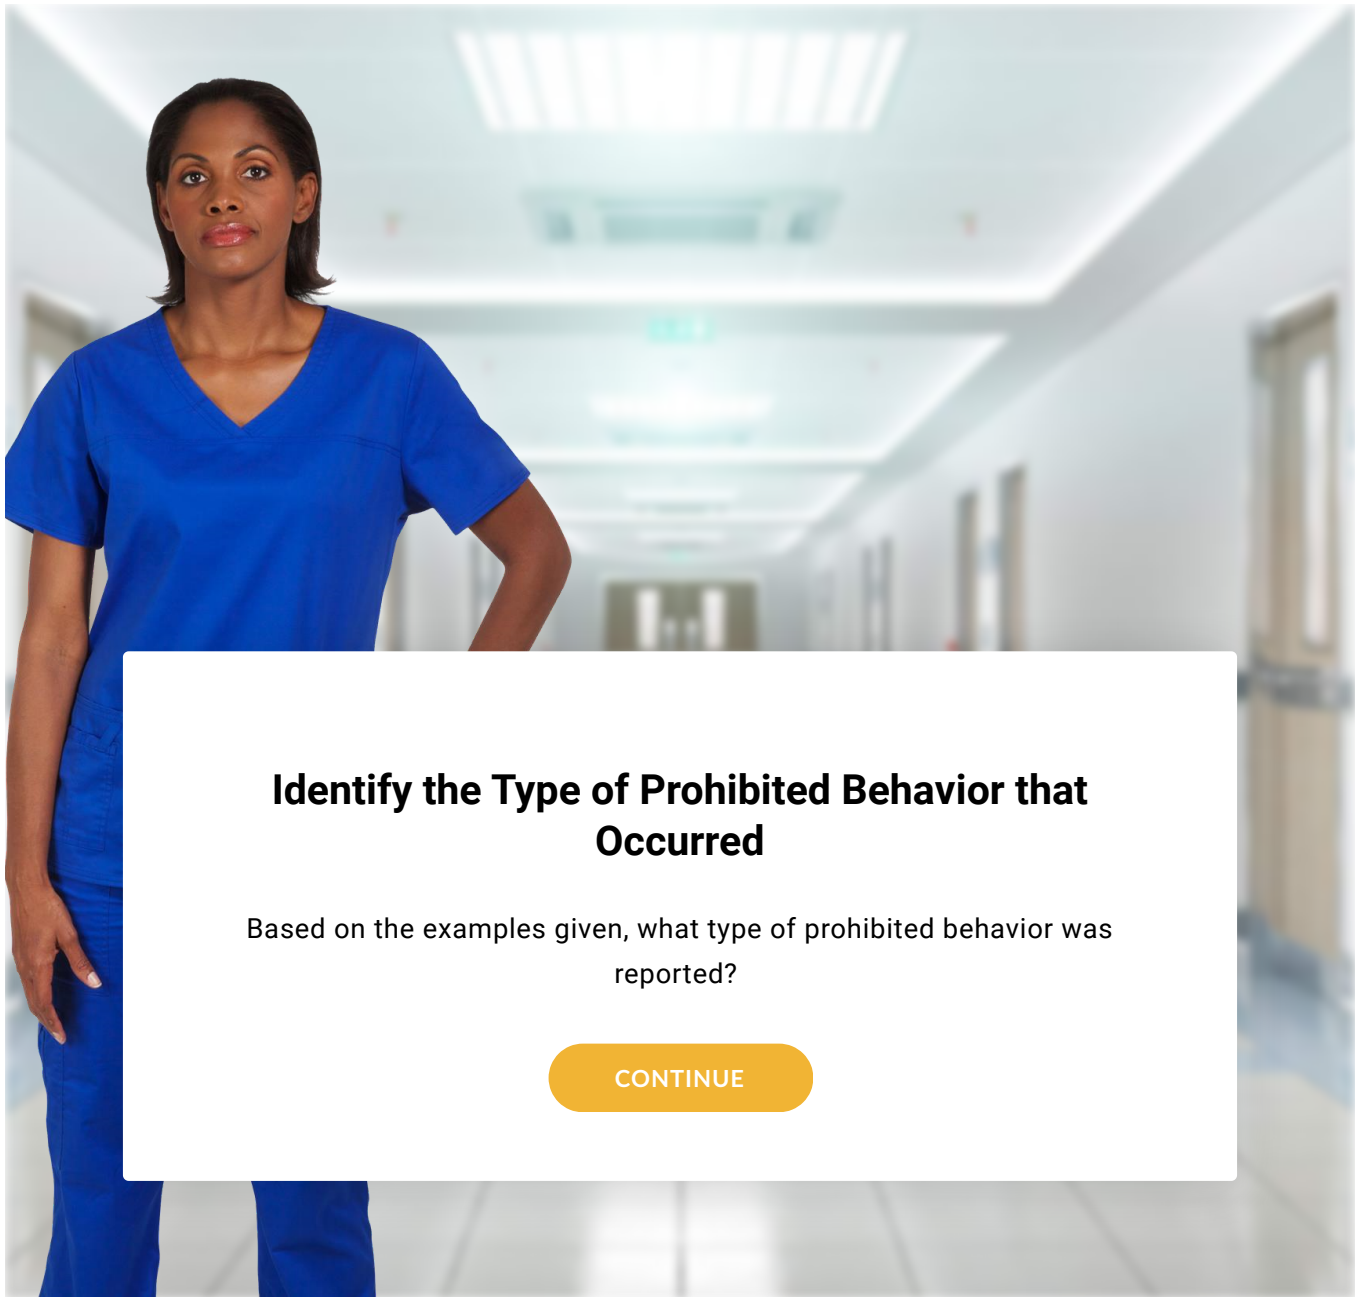 Identify the Type of Prohibited Behavior that
Occurred
Based on the examples given, what type of prohibited behavior was
reported?
CONTINUE